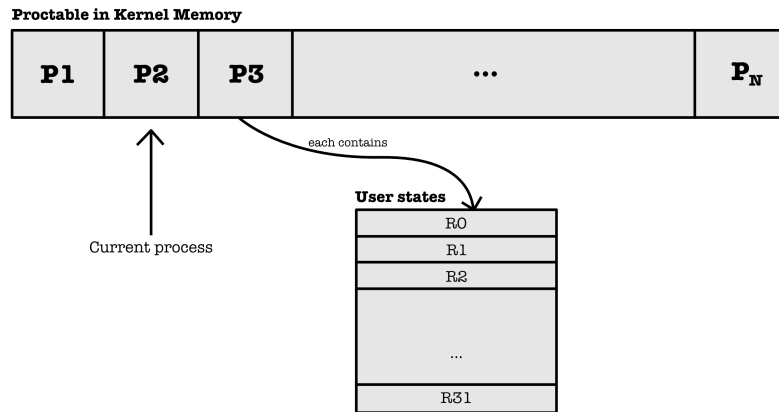 Proctable in Kernel Memory
P1 P2 P3 ... PN
each contains
User states
R0
Current process
R1
R2
...
R31